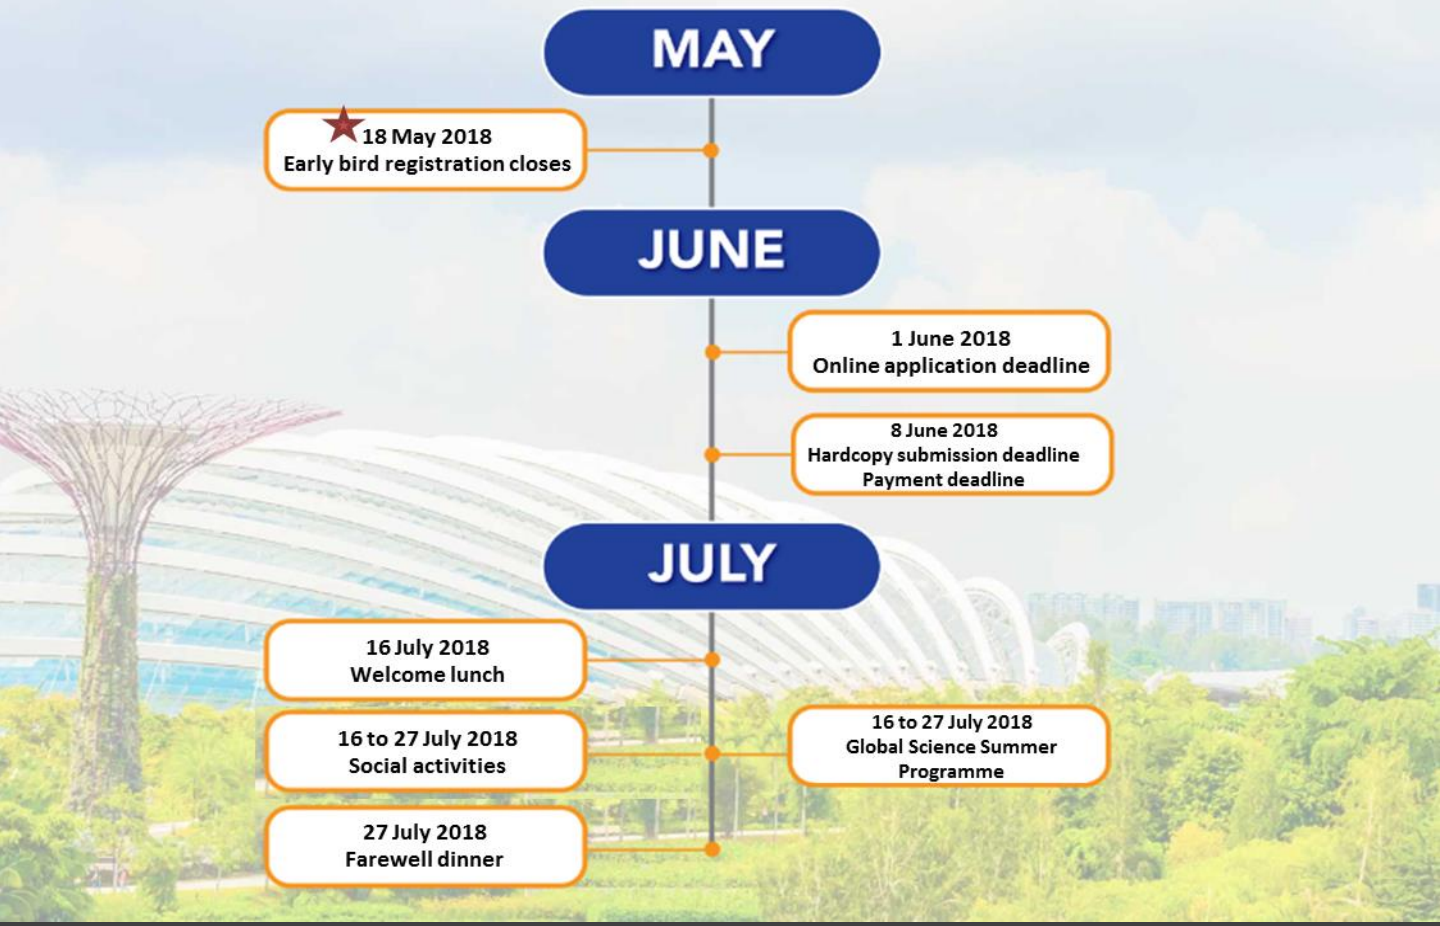 MAY
18 May 2018
Early bird registration closes
JUNE
1 June 2018
Online application deadline
8 June 2018
Hardcopy submission deadline
Payment deadline
JULY
16 July 2018
Welcome lunch
16 to 27 July 2018
Social activities
16 to 27 July 2018
Global Science Summer
Programme
27 July 2018
Farewell dinner